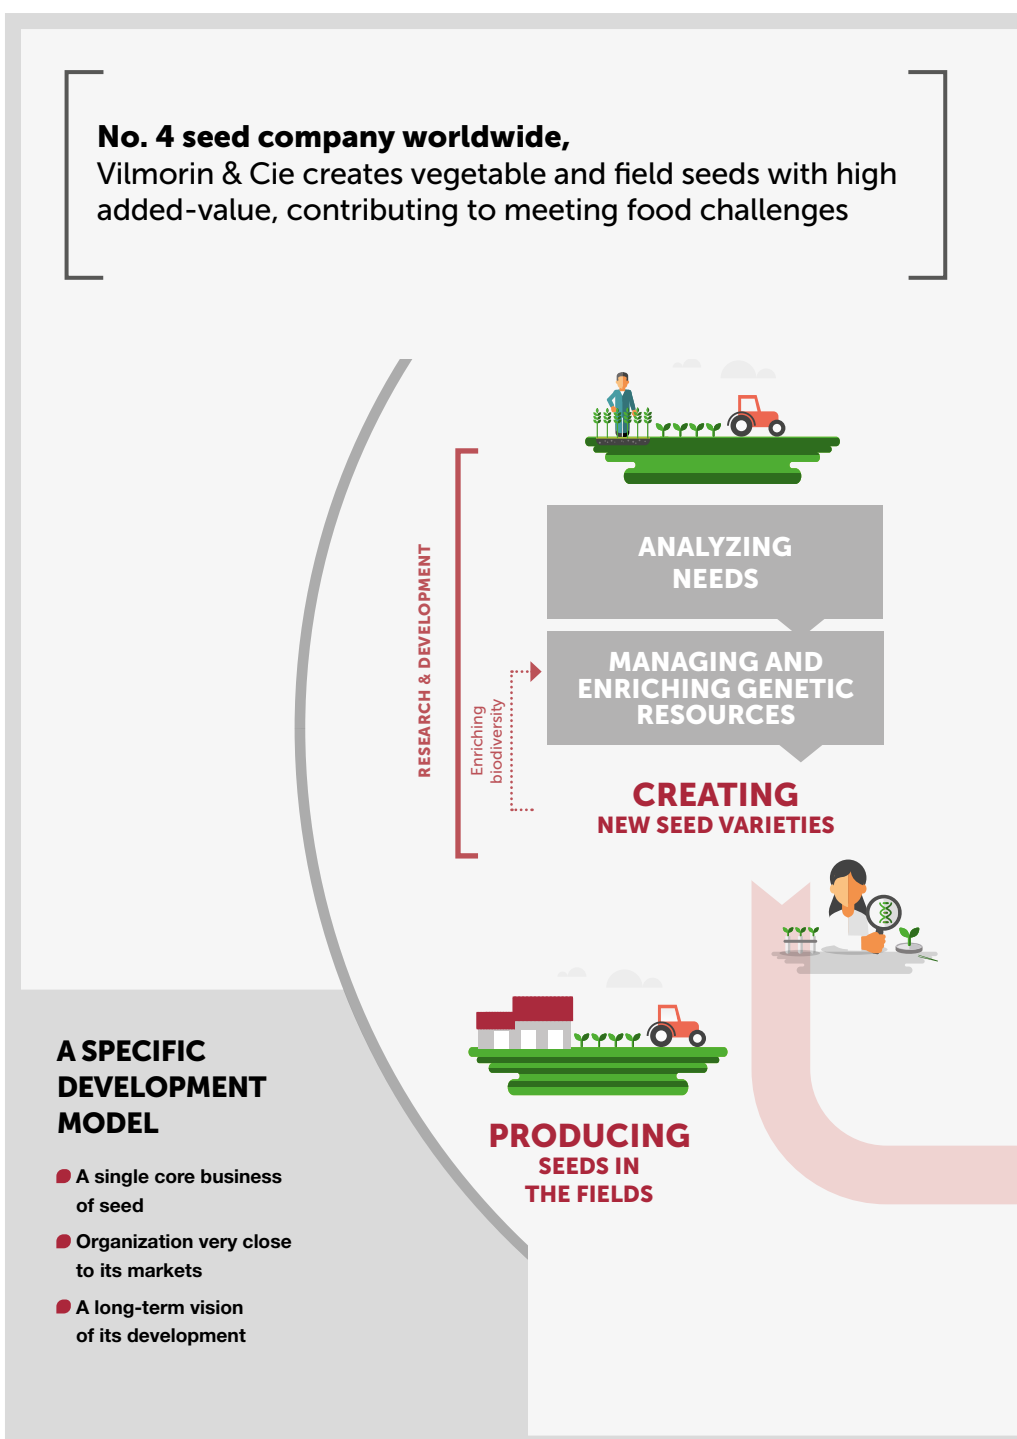 No. 4 seed company worldwide,
Vilmorin & Cie creates vegetable and field seeds with high
added-value, contributing to meeting food challenges
RESEARCH & DEVELOPMENT
Enriching
biodiversity
ANALYZING
NEEDS
MANAGING AND
ENRICHING GENETIC
RESOURCES
CREATING
NEW SEED VARIETIES
PRODUCING
SEEDS IN
THE FIELDS
A SPECIFIC
DEVELOPMENT
MODEL
A single core business
of seed
Organization very close
to its markets
A long-term vision
of its development